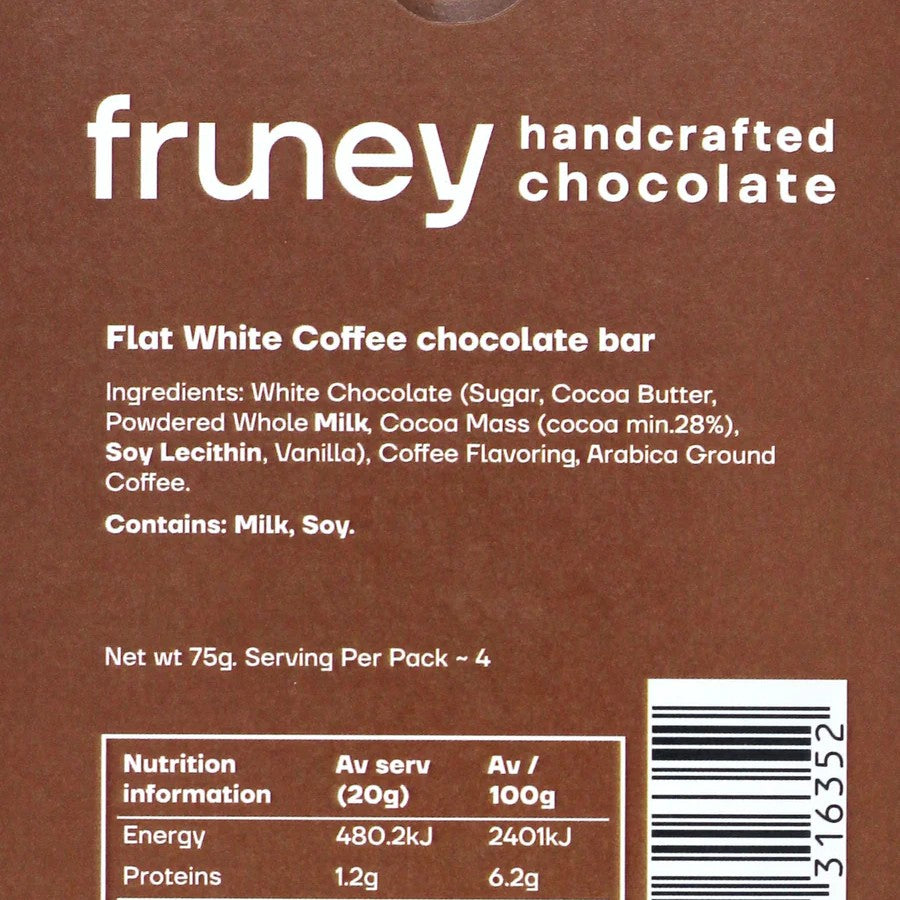 fruney handcrafted
chocolate
Flat White Coffee chocolate bar
Ingredients: White Chocolate (Sugar, Cocoa Butter,
Powdered Whole Milk, Cocoa Mass (cocoa min.28%),
Soy Lecithin, Vanilla), Coffee Flavoring, Arabica Ground
Coffee.
Contains: Milk, Soy.
Net wt 75g. Serving Per Pack ~ 4
Nutrition information Av serv (20g) Av / 100g
Energy 480.2kJ 2401kJ
Proteins 1.2g 6.2g
316352